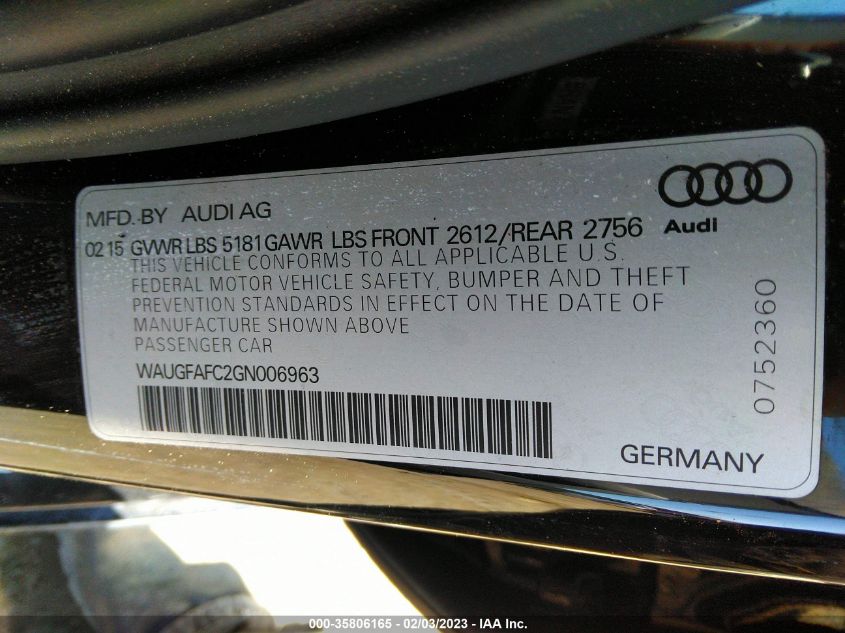 MFD. BY AUDI AG
Audi
02 15 GVWR LBS 5181 GAWR LBS FRONT 2612/REAR 2756
THIS VEHICLE CONFORMS TO ALL APPLICABLE U.S.
FEDERAL MOTOR VEHICLE SAFETY, BUMPER AND THEFT
PREVENTION STANDARDS IN EFFECT ON THE DATE OF
MANUFACTURE SHOWN ABOVE
PASSENGER CAR
WAUGFAFC2GN006963
0752360
GERMANY
000-35806165 - 02/03/2023 - IAA Inc.